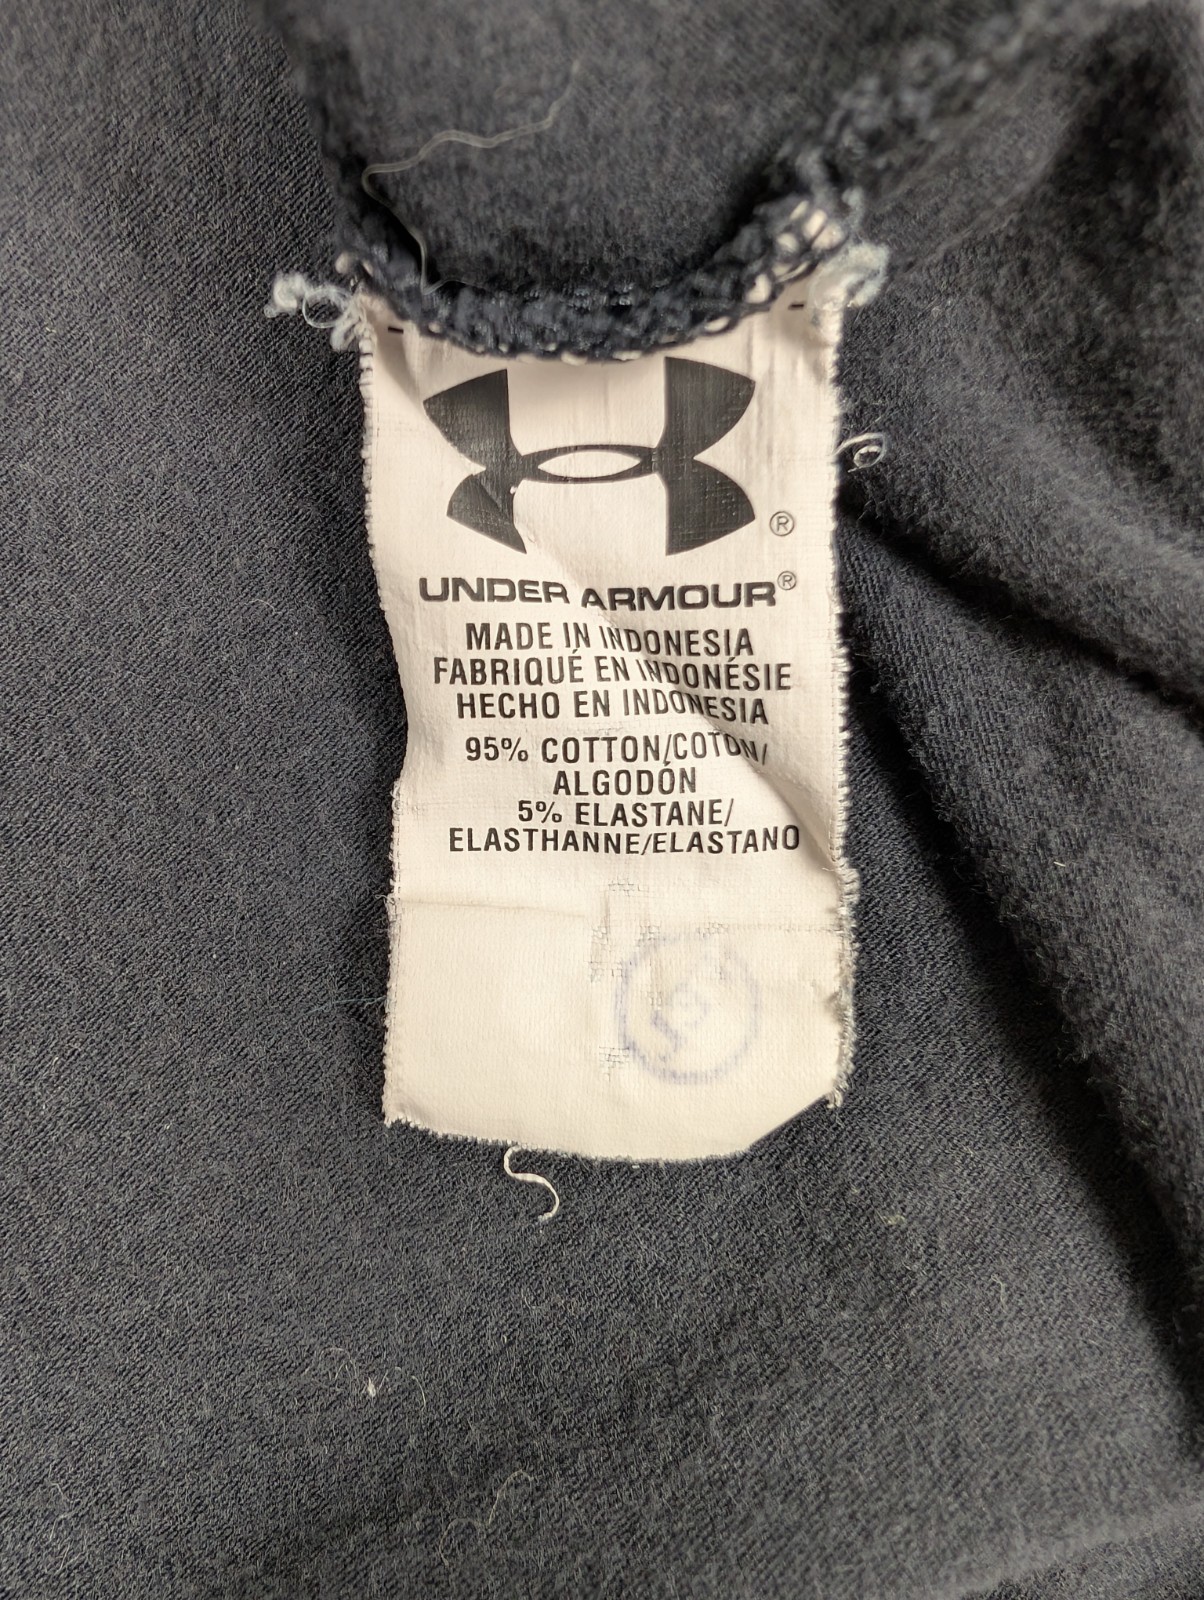 ®
UNDER ARMOUR®
MADE IN INDONESIA
FABRIQUÉ EN INDONÉSIE
HECHO EN INDONESIA
95% COTTON/COTON/
ALGODÓN
5% ELASTANE/
ELASTHANNE/ELASTANO